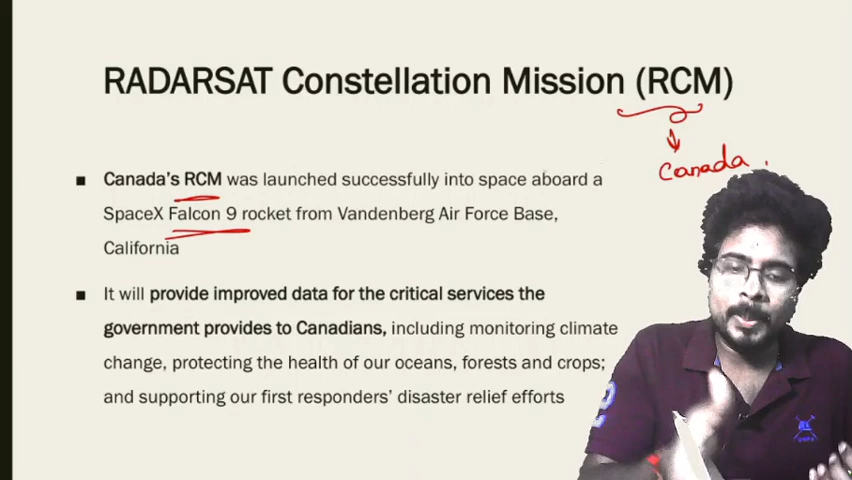 RADARSAT Constellation Mission (RCM)
Canada
Canada's RCM was launched successfully into space aboard a
SpaceX Falcon 9 rocket from Vandenberg Air Force Base,
California
It will provide improved data for the critical services the
government provides to Canadians, including monitoring climate
change, protecting the health of our oceans, forests and crops;
and supporting our first responders' disaster relief efforts
2